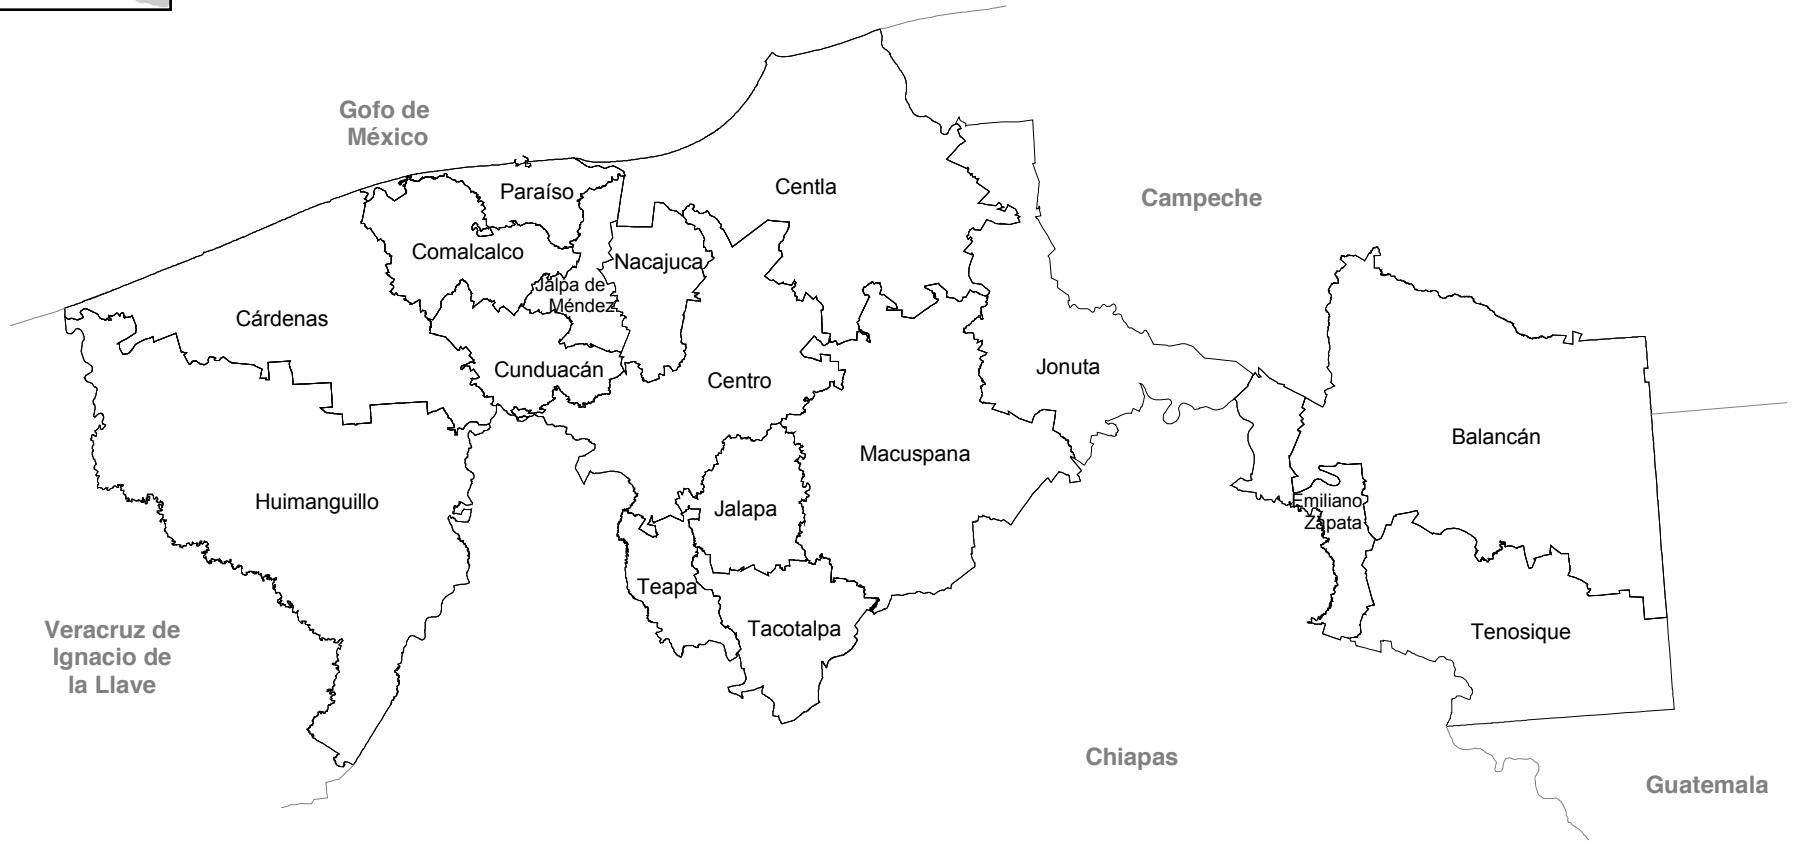 Gofo de
México
Campeche
Centla
Paraíso
Comalcalco
Nacajuca
Jalpa de
Méndez
Cárdenas
Cunduacán
Centro
Jonuta
Macuspana
Balancán
Huimanguillo
Jalapa
Emiliano
Zapata
Teapa
Tacotalpa
Tenosique
Veracruz de
Ignacio de
la Llave
Chiapas
Guatemala